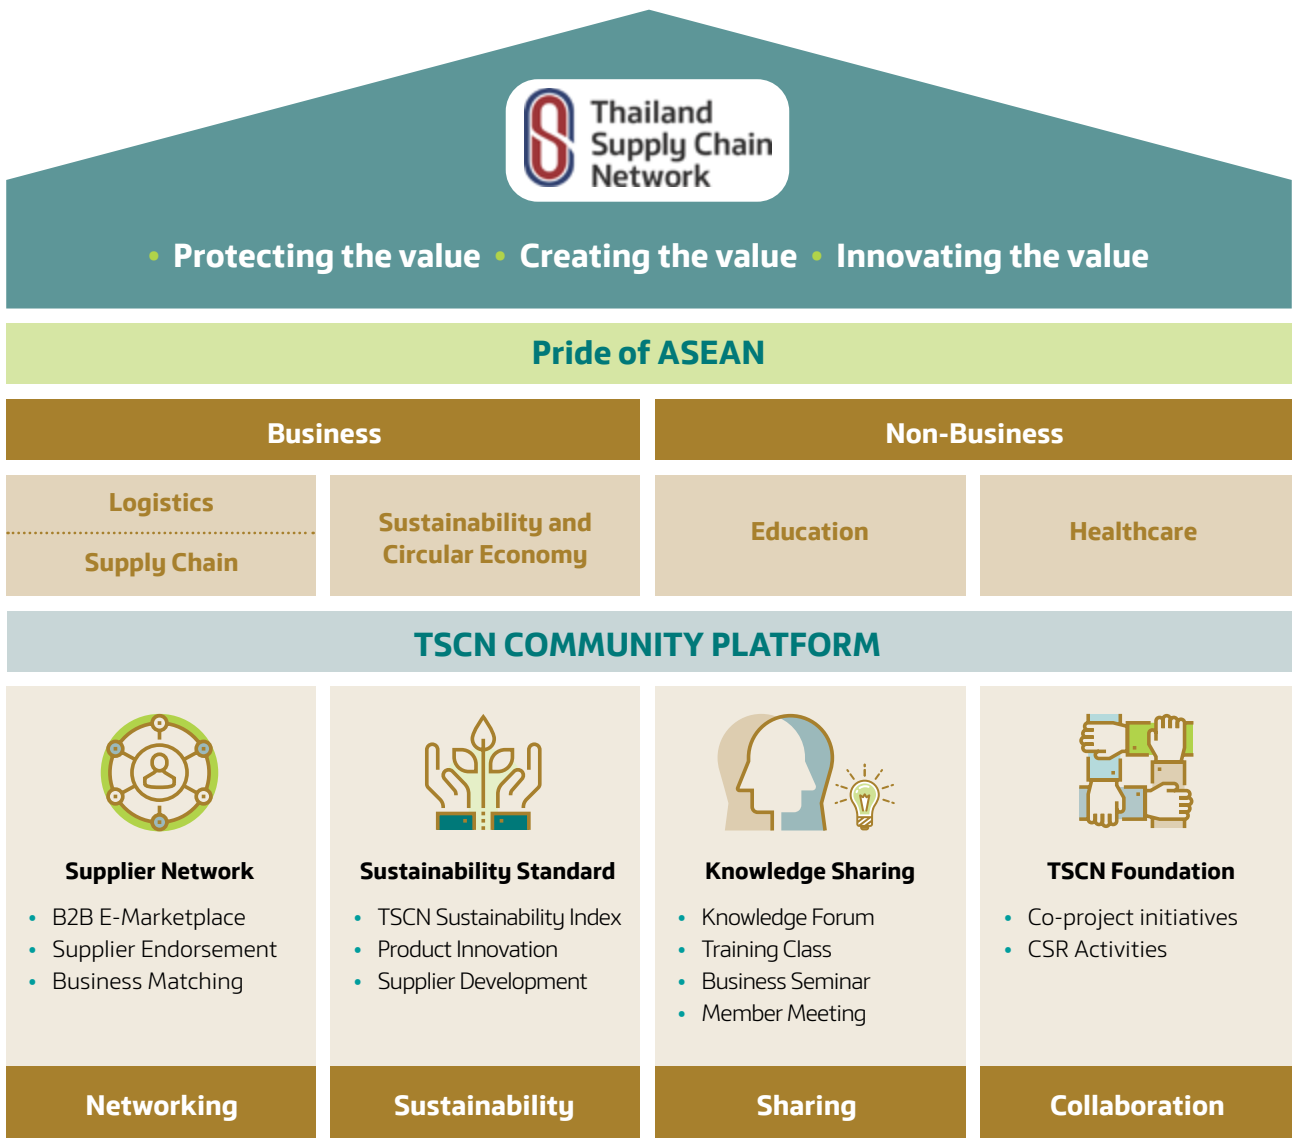 Thailand
Supply Chain
Network
• Protecting the value • Creating the value • Innovating the value
Pride of ASEAN
Business
Non-Business
Logistics
Supply Chain
Sustainability and
Circular Economy
Education
Healthcare
TSCN COMMUNITY PLATFORM
Supplier Network
• B2B E-Marketplace
• Supplier Endorsement
• Business Matching
Networking
Sustainability Standard
• TSCN Sustainability Index
• Product Innovation
• Supplier Development
Sustainability
Knowledge Sharing
• Knowledge Forum
• Training Class
• Business Seminar
• Member Meeting
Sharing
TSCN Foundation
• Co-project initiatives
• CSR Activities
Collaboration